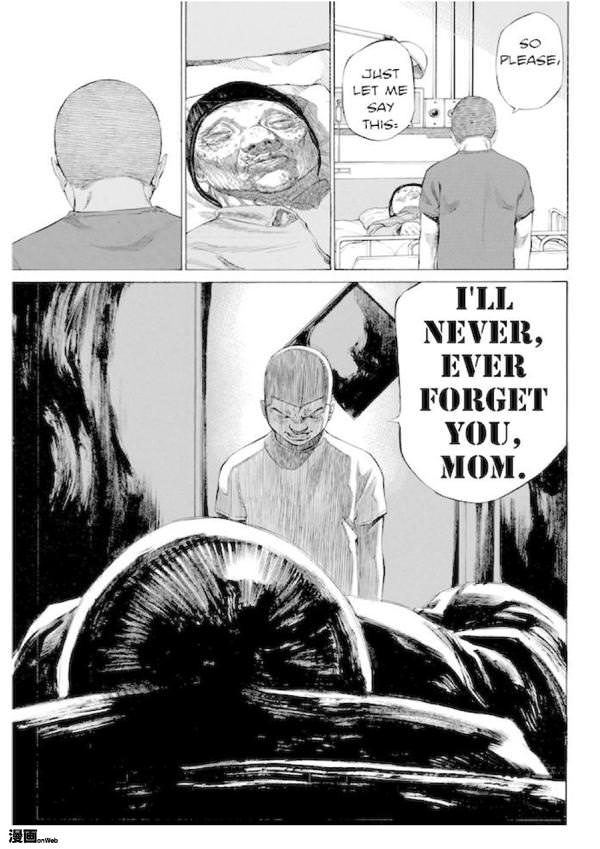 SO
PLEASE,
JUST
LET ME
SAY
THIS:
I'LL
NEVER,
EVER
FORGET
YOU,
MOM.
漫画onWeb